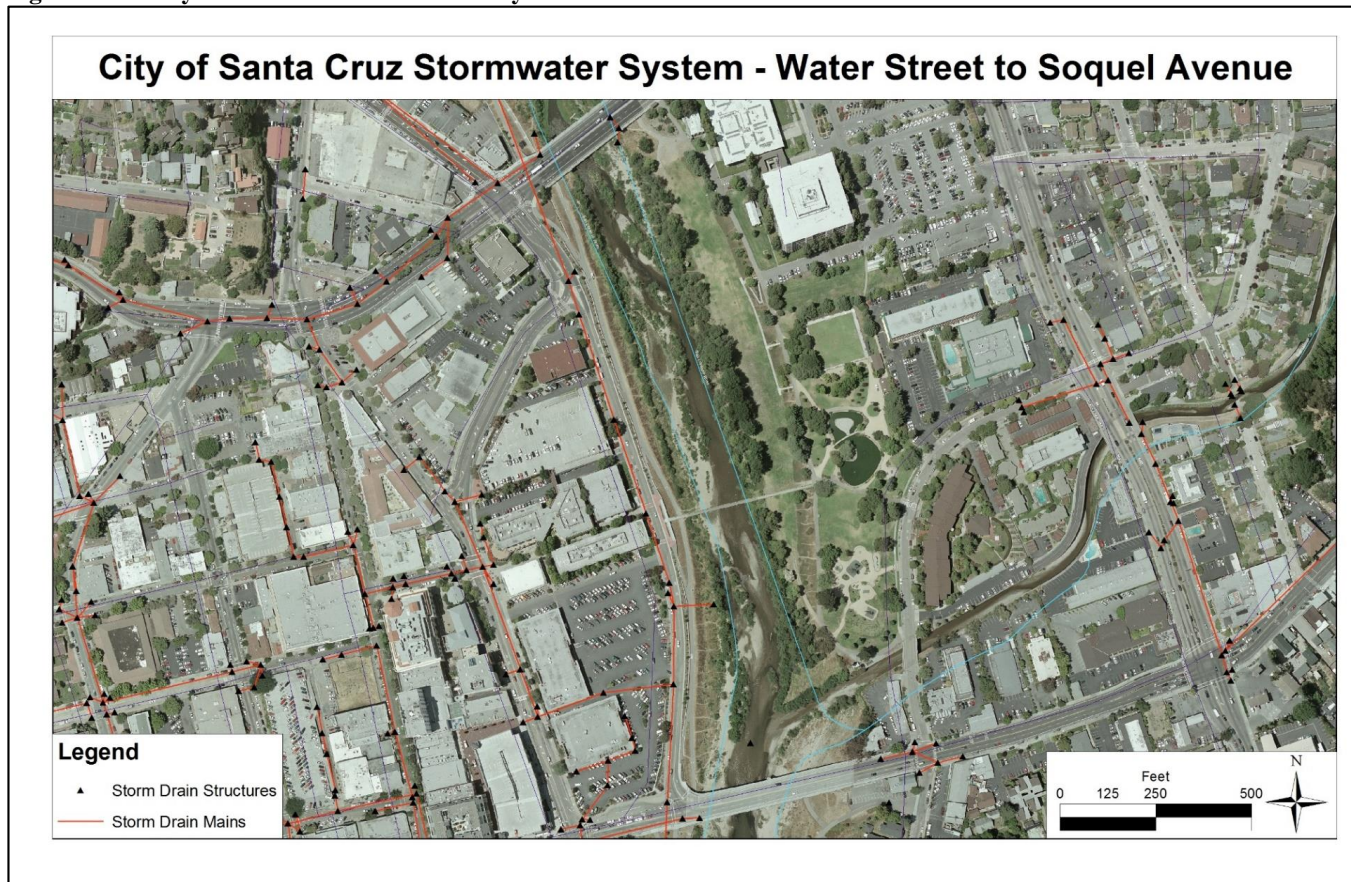 City of Santa Cruz Stormwater System - Water Street to Soquel Avenue
Legend
Storm Drain Structures
Storm Drain Mains
Feet
0 125 250 500
N